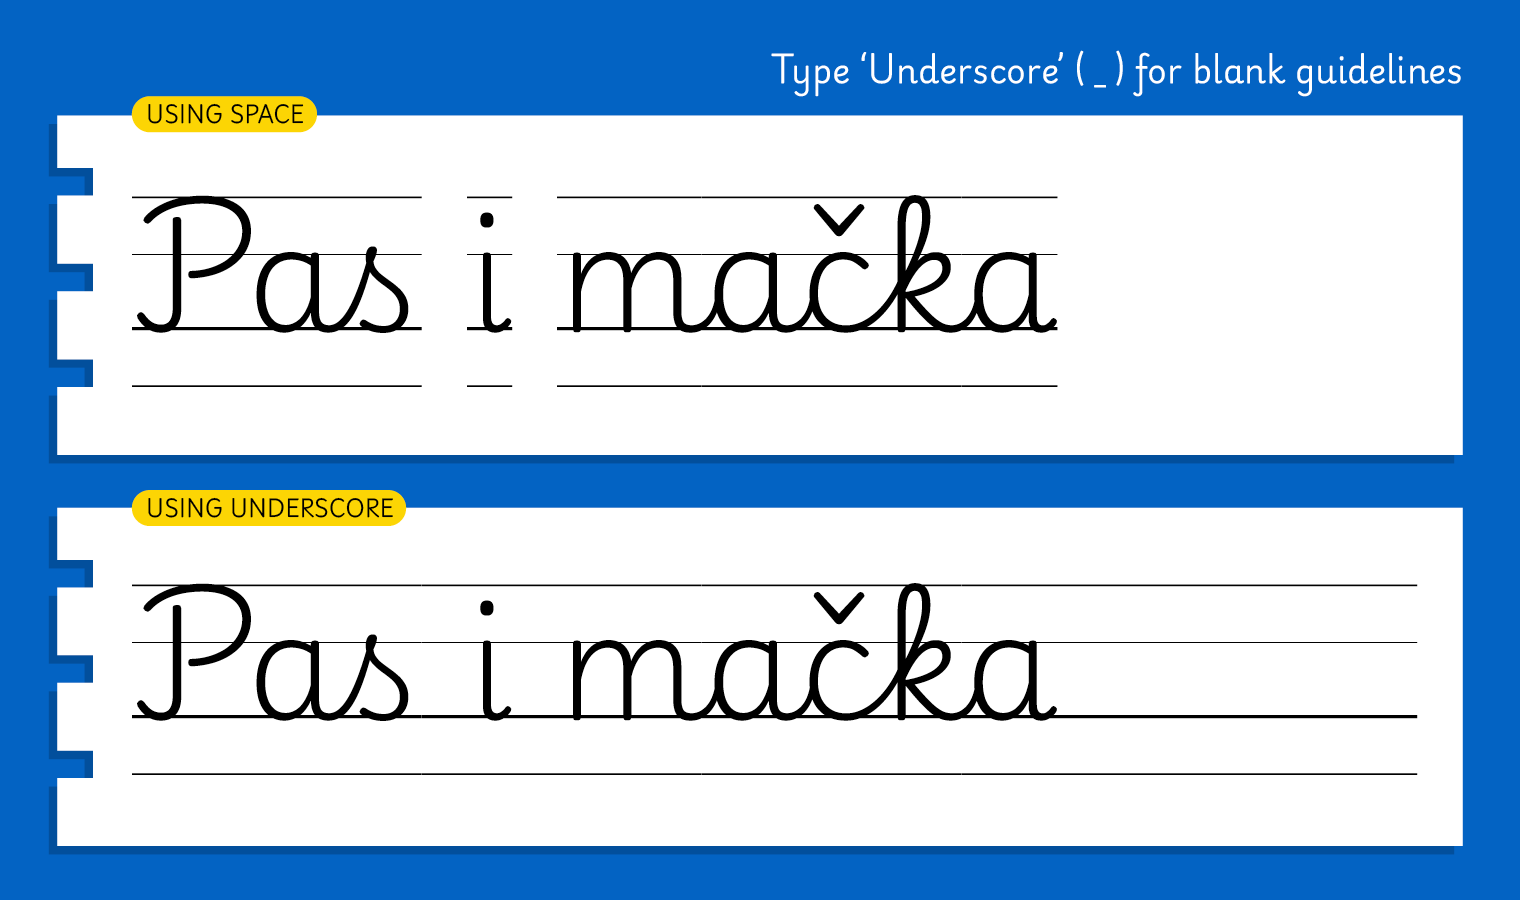 Type ‘Underscore’ ( _ ) for blank guidelines
USING SPACE
Pas i mačka
USING UNDERSCORE
Pas i mačka